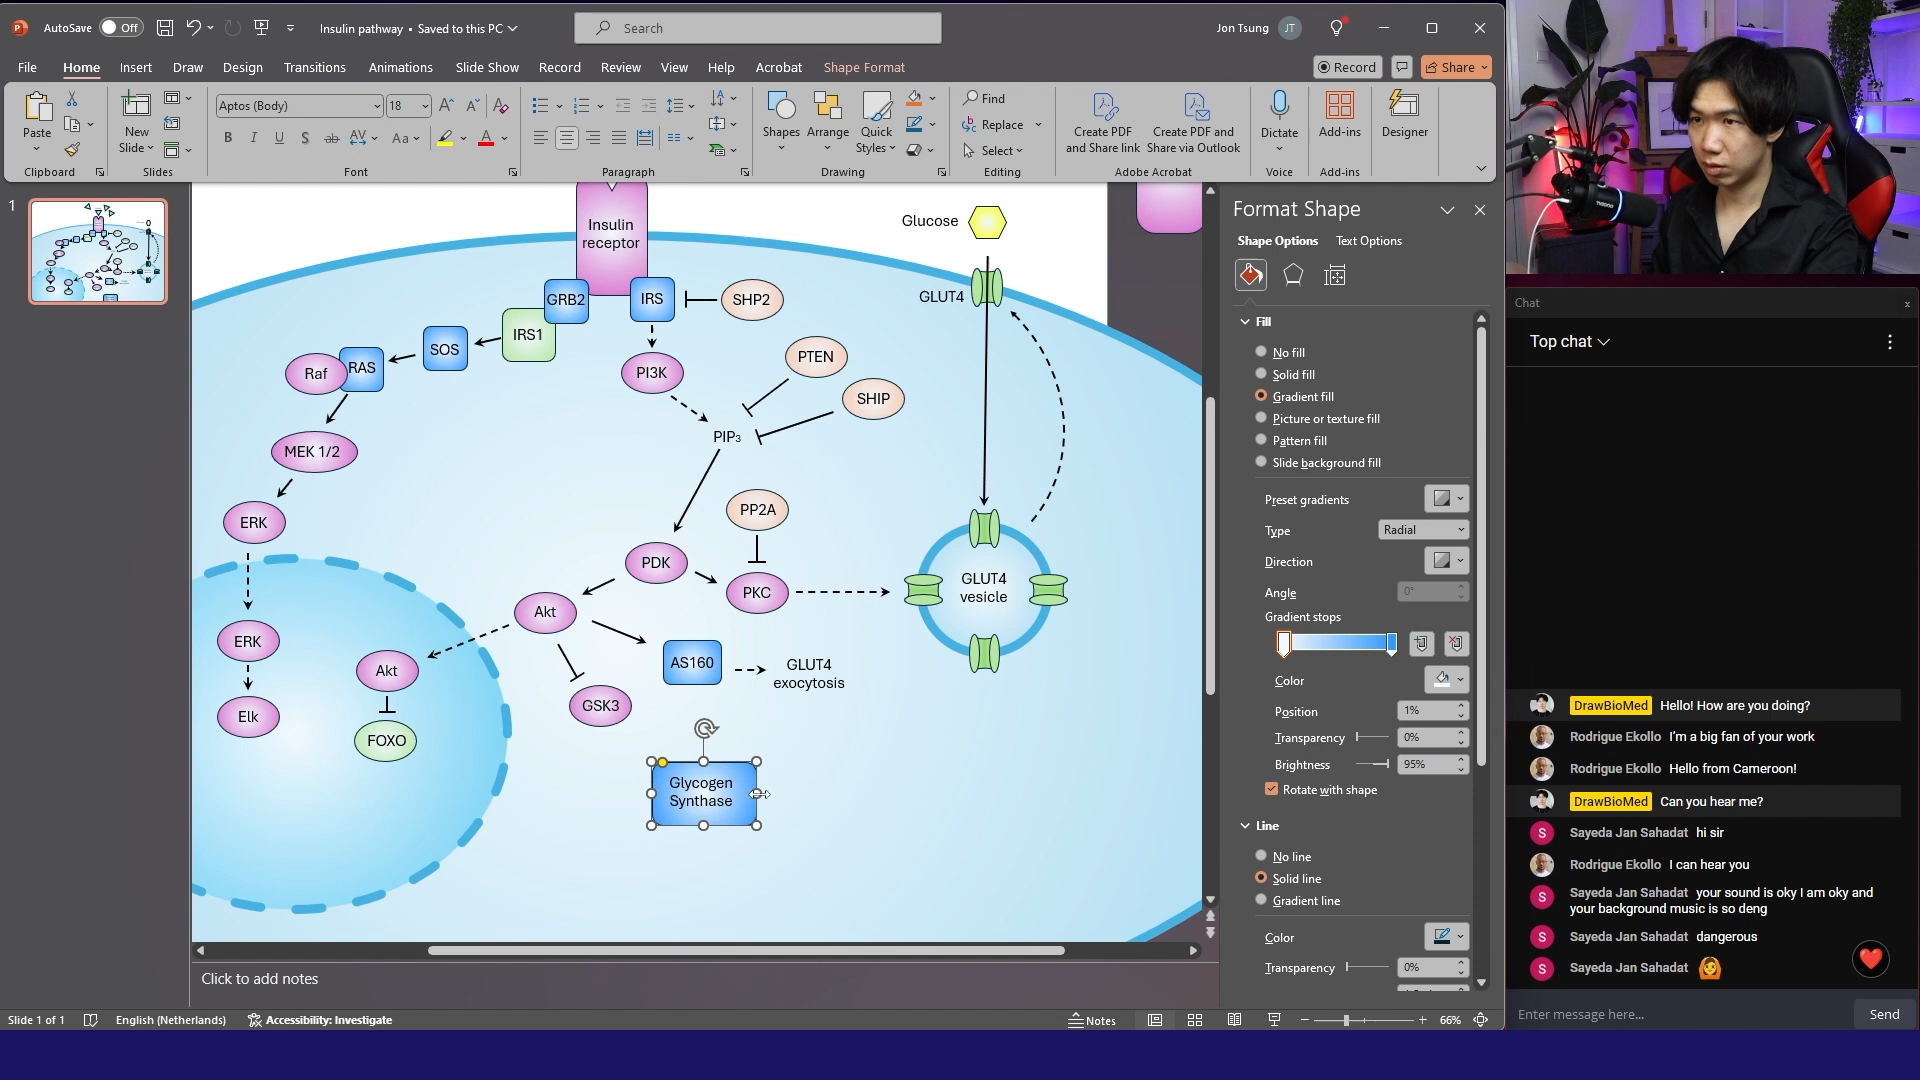 AutoSave Off
Insulin pathway • Saved to this PC
Search
Jon Tsung JT
File Home Insert Draw Design Transitions Animations Slide Show Record Review View Help Acrobat Shape Format
Record
Share
Paste
Clipboard
New
Slide
Slides
Aptos (Body) 18
B I U S ab AV Aa A
Font
Paragraph
Shapes Arrange Quick
Styles
Drawing
Find
Replace
Select
Editing
Create PDF
and Share link
Create PDF and
Share via Outlook
Adobe Acrobat
Dictate
Voice
Add-ins
Add-ins
Designer
1
Insulin
receptor
Glucose
GLUT4
GRB2
IRS
SHP2
IRS1
SOS
RAS
Raf
PI3K
PTEN
SHIP
PIP3
MEK 1/2
ERK
PP2A
PDK
PKC
GLUT4
vesicle
Akt
AS160
GLUT4
exocytosis
ERK
Akt
GSK3
Elk
FOXO
Glycogen
Synthase
Click to add notes
Format Shape
Shape Options Text Options
Fill
No fill
Solid fill
Gradient fill
Picture or texture fill
Pattern fill
Slide background fill
Preset gradients
Type Radial
Direction
Angle 0°
Gradient stops
Color
Position 1%
Transparency 0%
Brightness 95%
Rotate with shape
Line
No line
Solid line
Gradient line
Color
Transparency 0%
Slide 1 of 1 English (Netherlands) Accessibility: Investigate
Notes 66%
Chat x
Top chat
DrawBioMed Hello! How are you doing?
Rodrigue Ekollo I'm a big fan of your work
Rodrigue Ekollo Hello from Cameroon!
DrawBioMed Can you hear me?
S Sayeda Jan Sahadat hi sir
Rodrigue Ekollo I can hear you
S Sayeda Jan Sahadat your sound is oky I am oky and
your background music is so deng
S Sayeda Jan Sahadat dangerous
S Sayeda Jan Sahadat 🙆
Enter message here...
Send